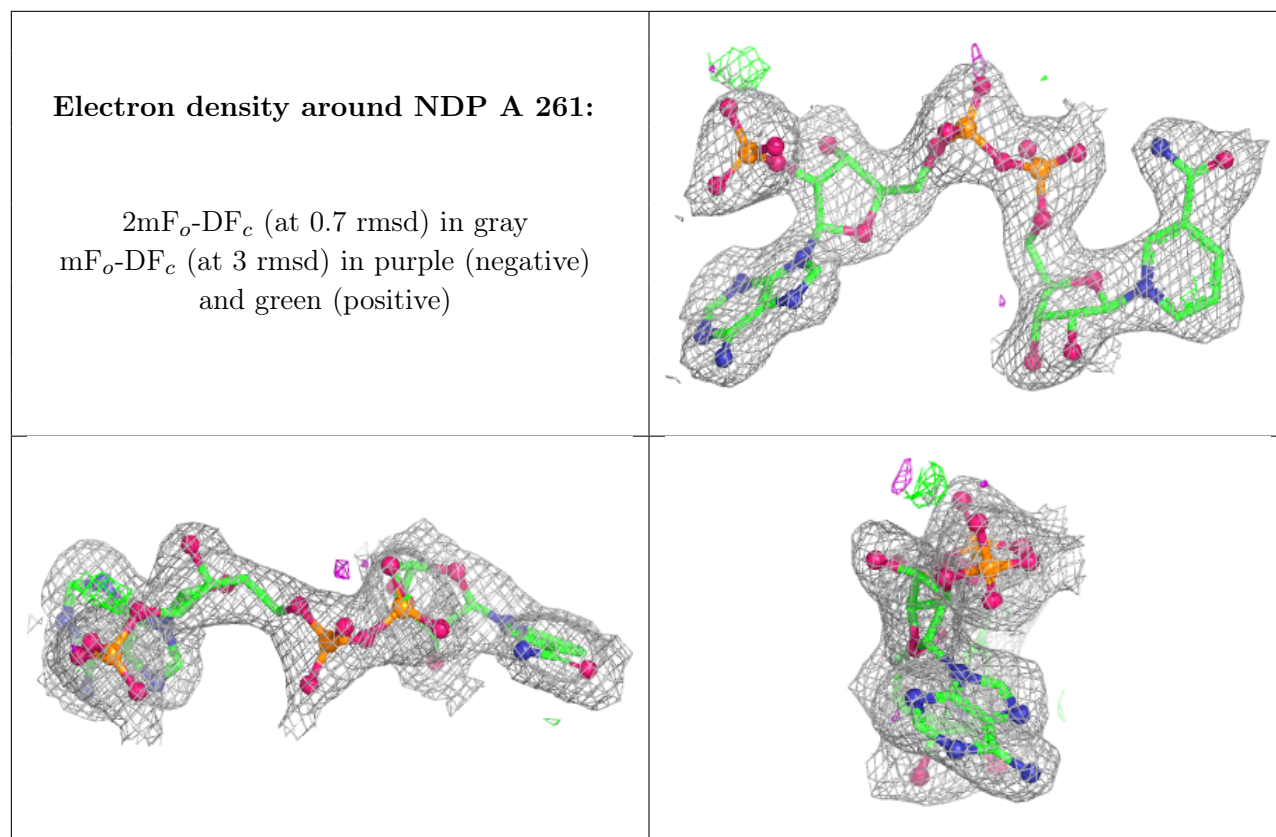 Electron density around NDP A 261:
2mFo-DFc (at 0.7 rmsd) in gray
mFo-DFc (at 3 rmsd) in purple (negative)
and green (positive)